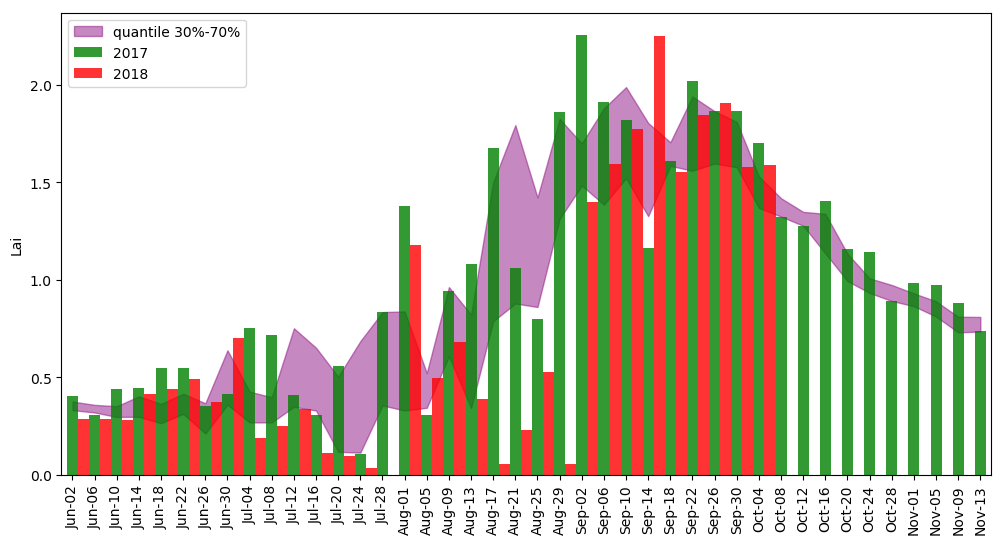 quantile 30%-70%
2017
2018
Lai
2.0
1.5
1.0
0.5
0.0
Jun-02
Jun-06
Jun-10
Jun-14
Jun-18
Jun-22
Jun-26
Jun-30
Jul-04
Jul-08
Jul-12
Jul-16
Jul-20
Jul-24
Jul-28
Aug-01
Aug-05
Aug-09
Aug-13
Aug-17
Aug-21
Aug-25
Aug-29
Sep-02
Sep-06
Sep-10
Sep-14
Sep-18
Sep-22
Sep-26
Sep-30
Oct-04
Oct-08
Oct-12
Oct-16
Oct-20
Oct-24
Oct-28
Nov-01
Nov-05
Nov-09
Nov-13